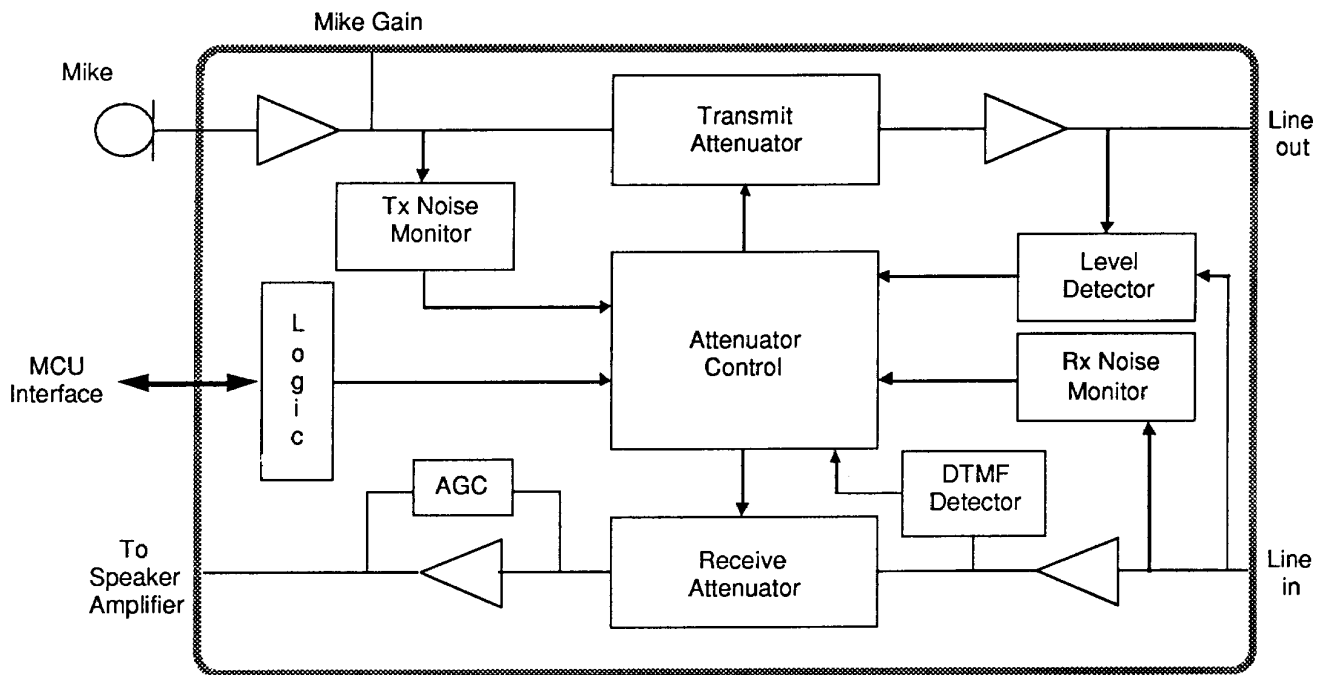 Mike Gain
Mike
Transmit
Attenuator
Line
out
Tx Noise
Monitor
Level
Detector
Logic
Attenuator
Control
MCU
Interface
Rx Noise
Monitor
AGC
DTMF
Detector
To
Speaker
Amplifier
Receive
Attenuator
Line
in